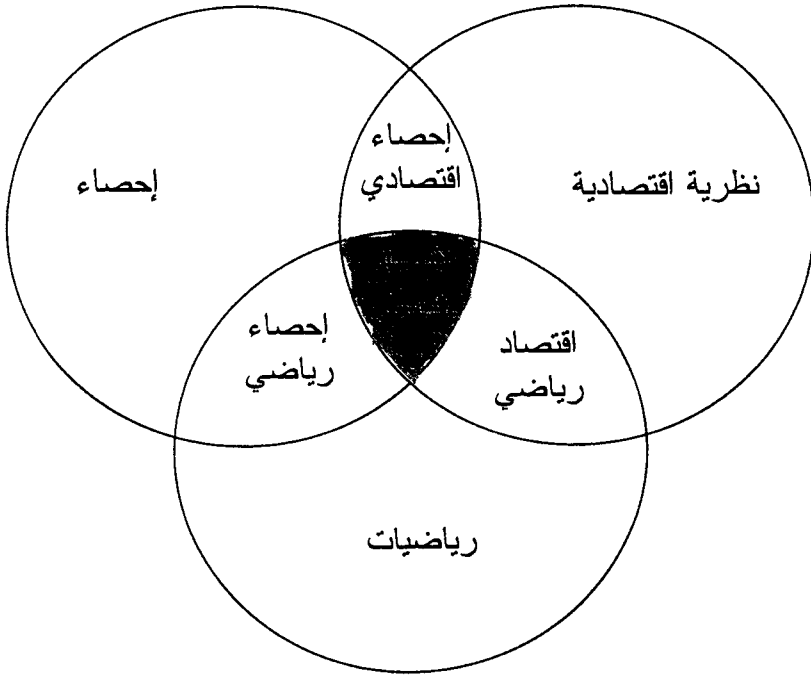 إحصاء
اقتصادي
نظرية اقتصادية
إحصاء
اقتصاد
رياضي
إحصاء
رياضي
رياضيات